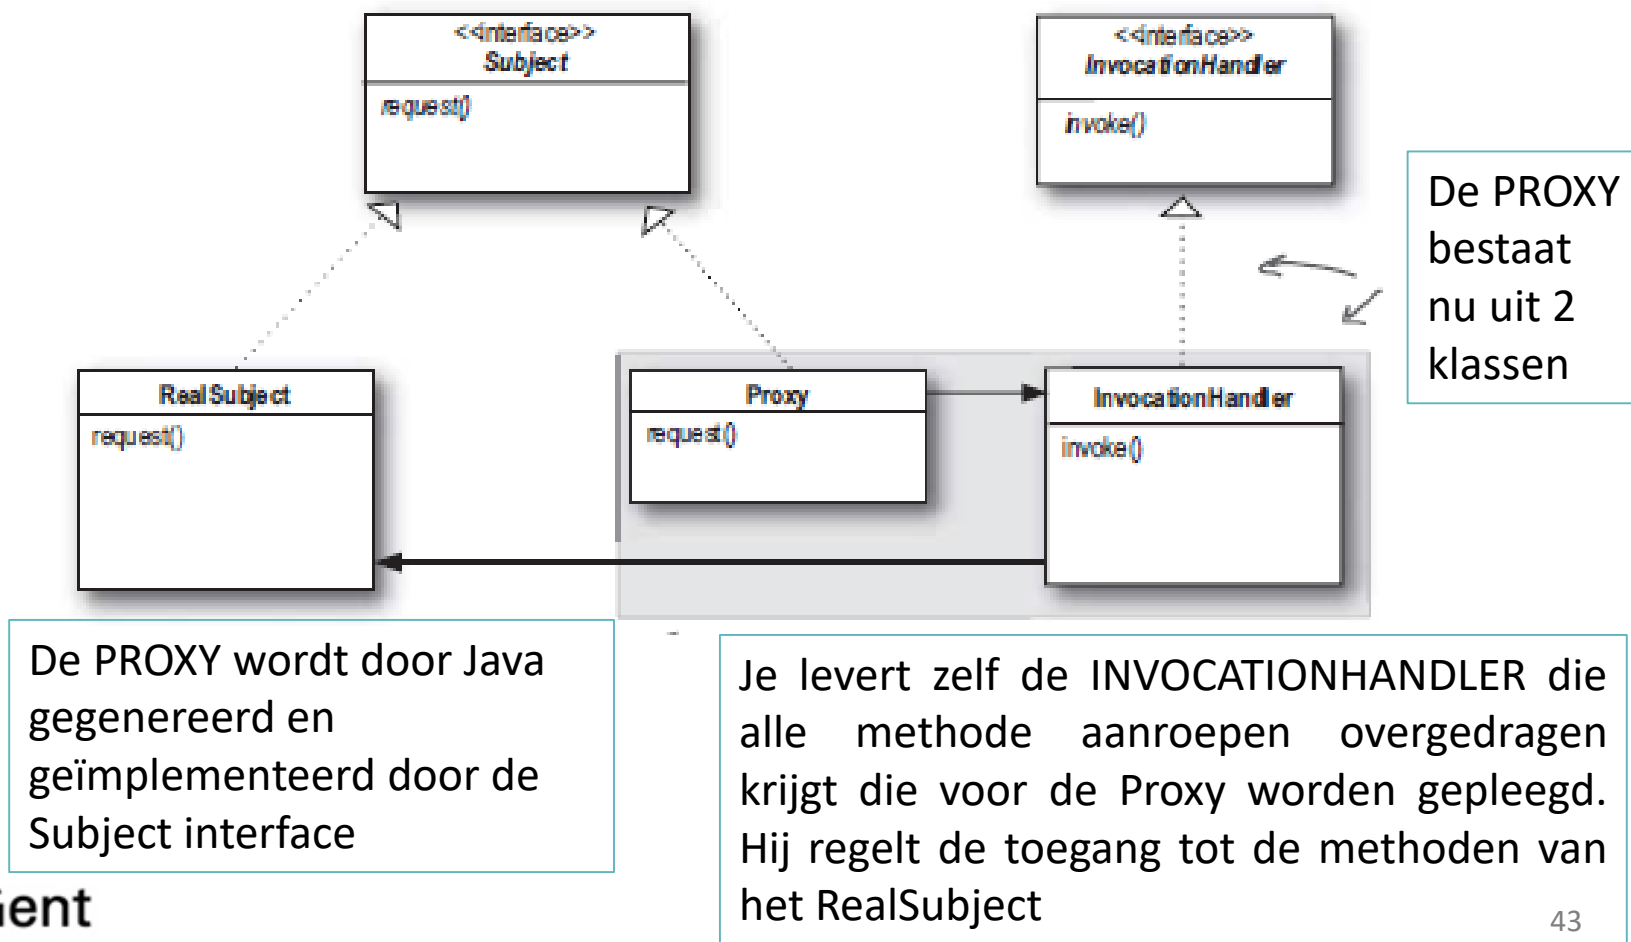 <<interface>>
Subject
request()
<<interface>>
InvocationHandler
invoke()
De PROXY
bestaat
nu uit 2
klassen
RealSubject
request()
Proxy
request()
InvocationHandler
invoke()
De PROXY wordt door Java
gegenereerd en
geïmplementeerd door de
Subject interface
Je levert zelf de INVOCATIONHANDLER die
alle methode aanroepen overgedragen
krijgt die voor de Proxy worden gepleegd.
Hij regelt de toegang tot de methoden van
het RealSubject
ent
43